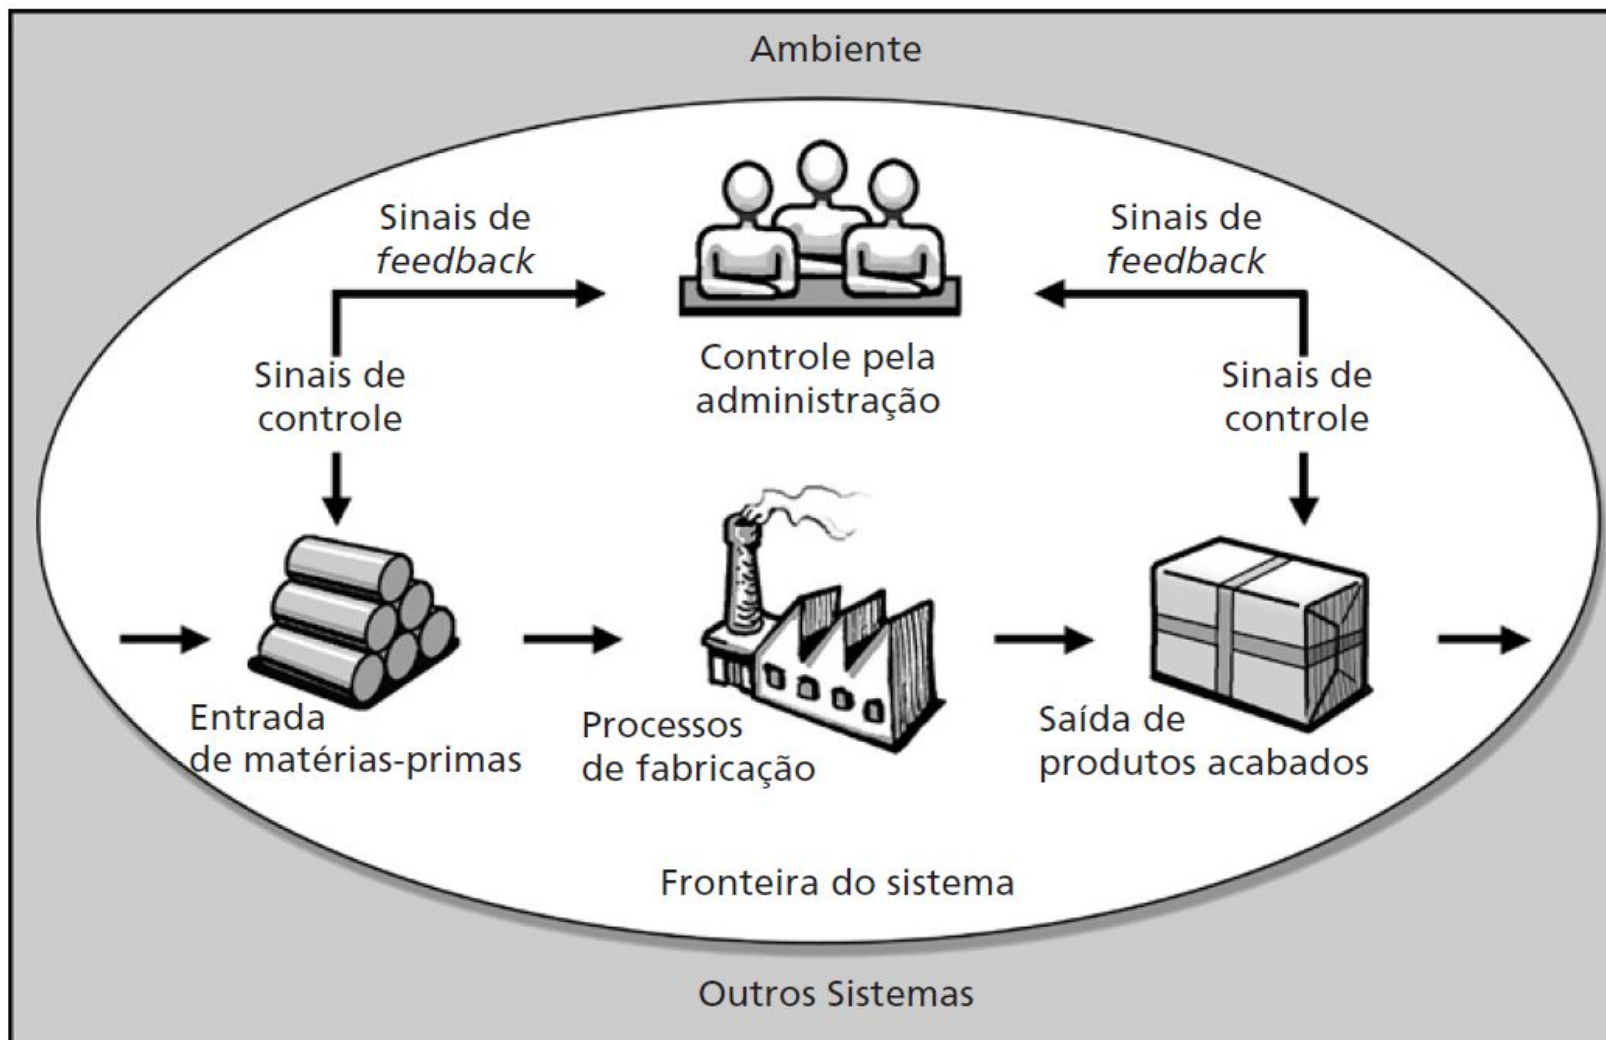 Ambiente
Sinais de
feedback
Sinais de
feedback
Controle pela
administração
Sinais de
controle
Sinais de
controle
Entrada
de matérias-primas
Processos
de fabricação
Saída de
produtos acabados
Fronteira do sistema
Outros Sistemas